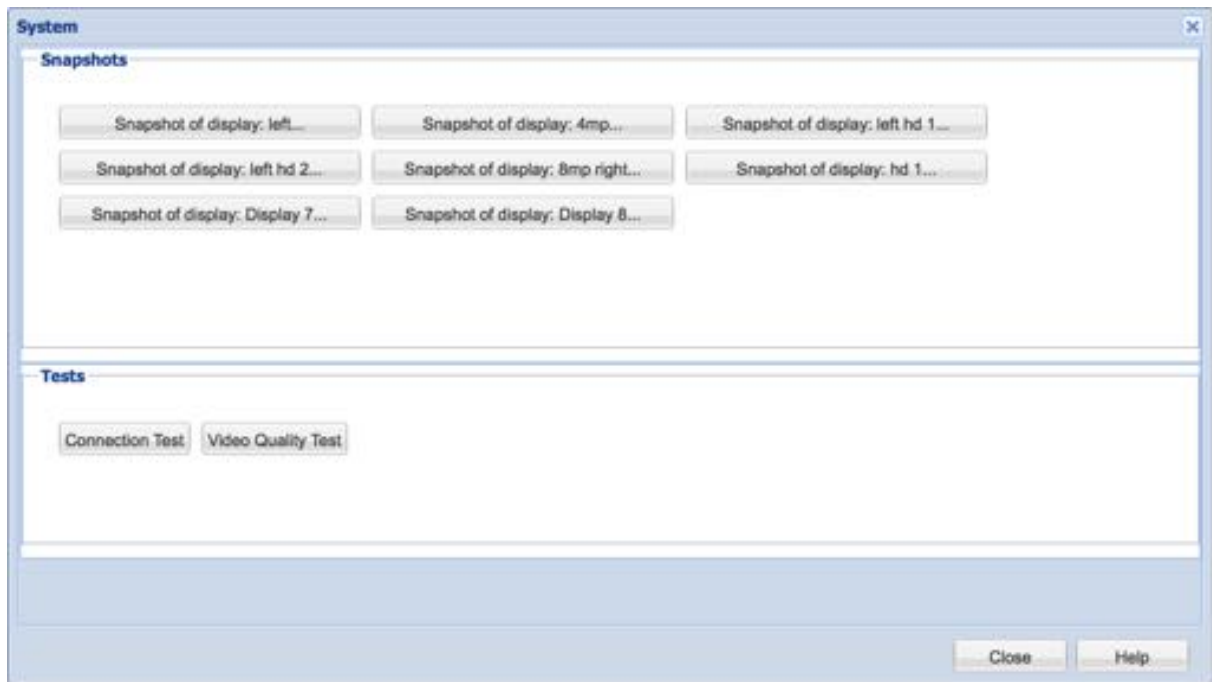 System
Snapshots
Snapshot of display: left...
Snapshot of display: 4mp...
Snapshot of display: left hd 1...
Snapshot of display: left hd 2...
Snapshot of display: 8mp right...
Snapshot of display: hd 1...
Snapshot of display: Display 7...
Snapshot of display: Display 8...
Tests
Connection Test
Video Quality Test
Close
Help